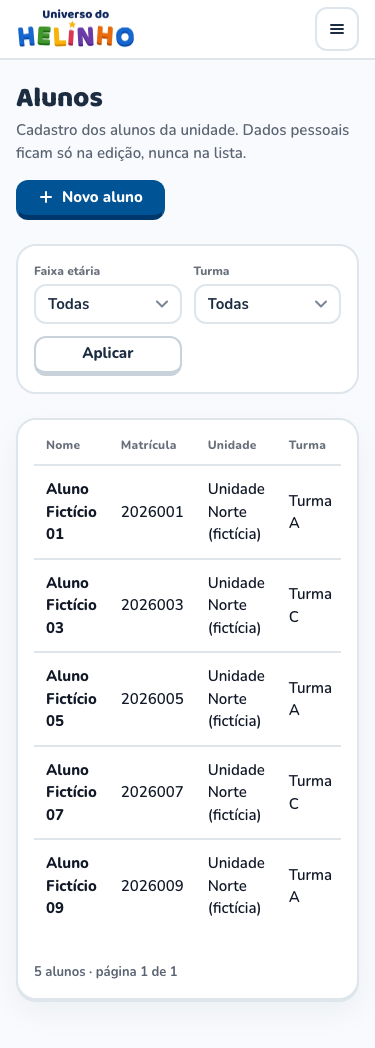 Universo do
HELINHO
Alunos
Cadastro dos alunos da unidade. Dados pessoais
ficam só na edição, nunca na lista.
+ Novo aluno
Faixa etária Turma
Todas Todas
Aplicar
Nome Matrícula Unidade Turma
Aluno Fictício 01 2026001 Unidade Norte (fictícia) Turma A
Aluno Fictício 03 2026003 Unidade Norte (fictícia) Turma C
Aluno Fictício 05 2026005 Unidade Norte (fictícia) Turma A
Aluno Fictício 07 2026007 Unidade Norte (fictícia) Turma C
Aluno Fictício 09 2026009 Unidade Norte (fictícia) Turma A
5 alunos · página 1 de 1